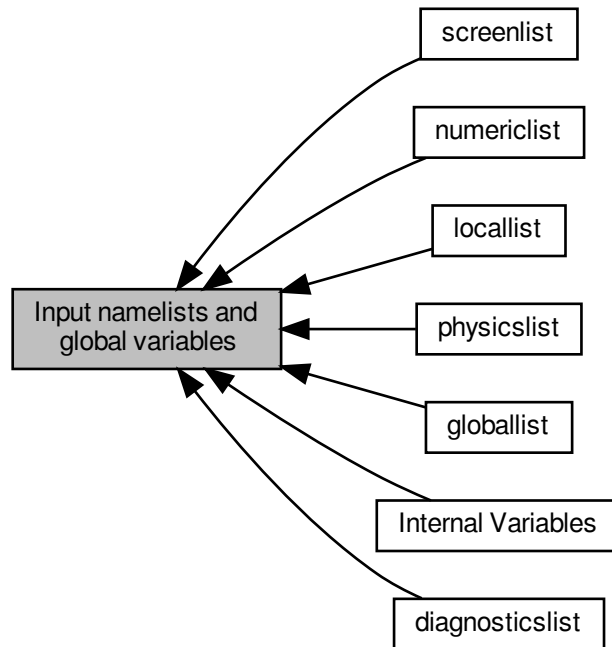 screenlist
numericlist
locallist
Input namelists and
global variables
physicslist
globallist
Internal Variables
diagnosticslist